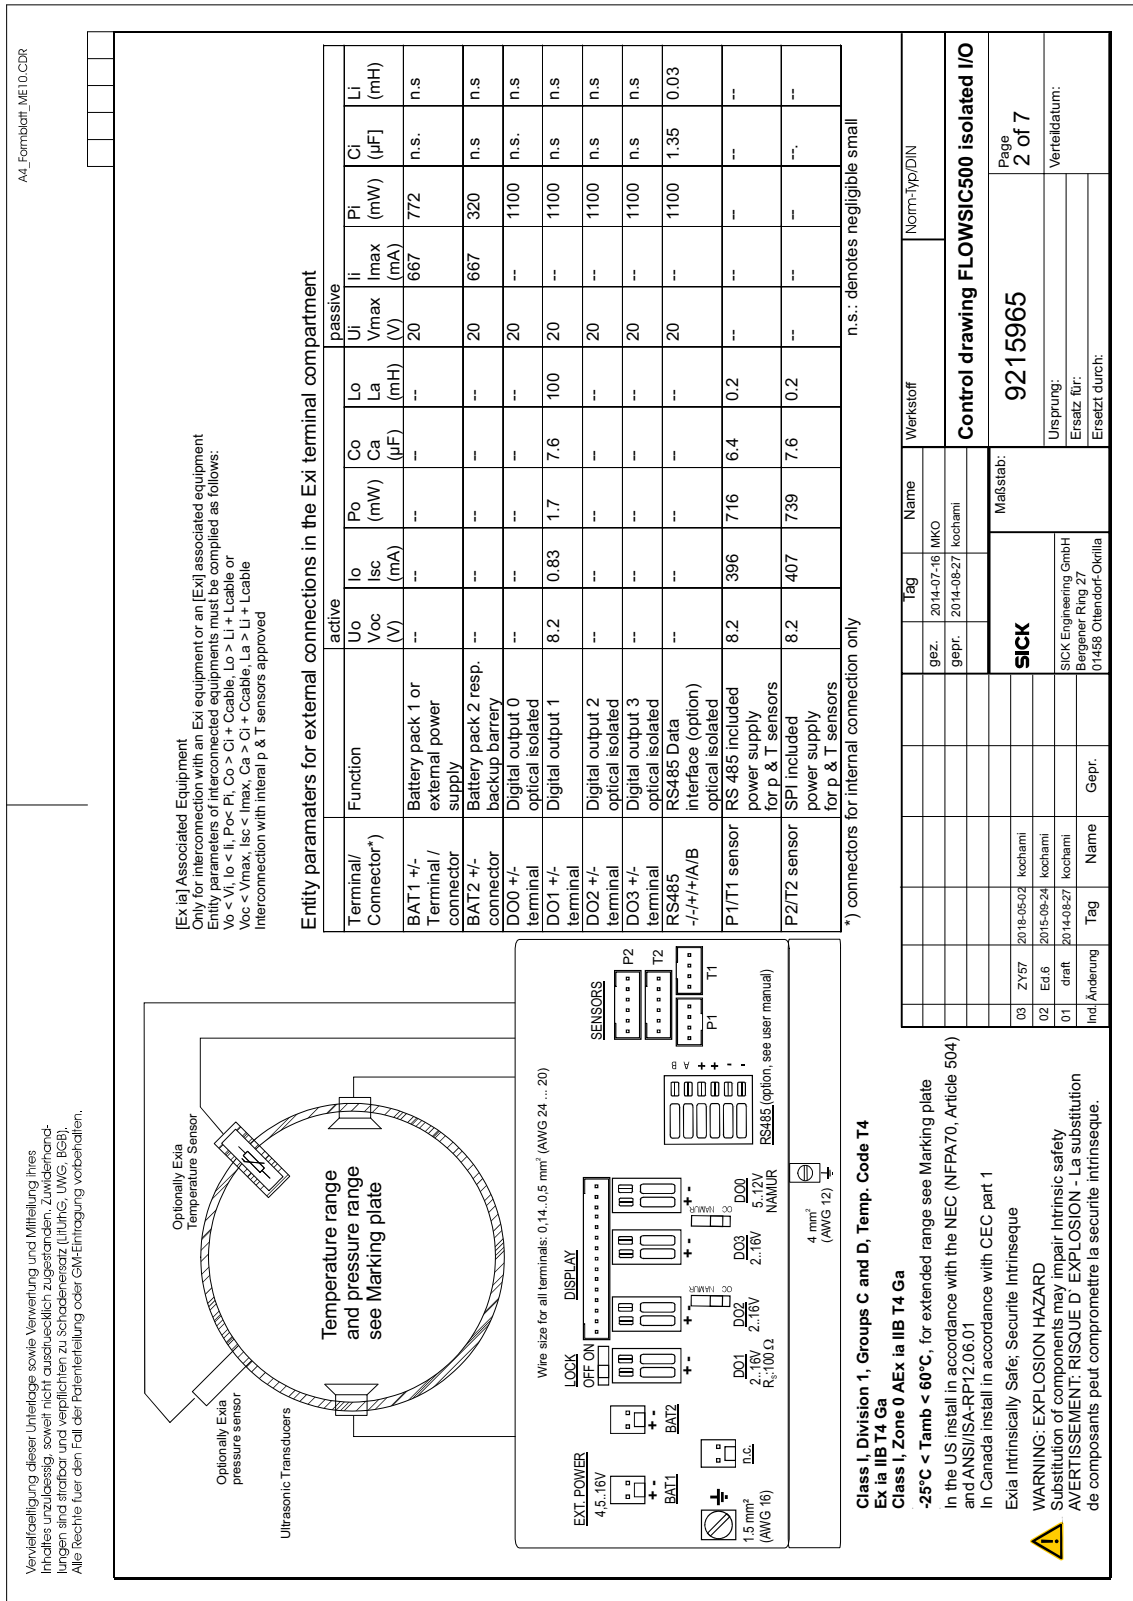 A4_Formblatt_ME10.CDR
Vervielfaeltigung dieser Unterlage sowie Verwertung und Mitteilung ihres
Inhaltes unzulaessig, soweit nicht ausdruecklich zugestanden. Zuwiderhand-
lungen sind strafbar und verpflichten zu Schadenersatz (LitUrhG, UWG, BGB).
Alle Rechte fuer den Fall der Patenterteilung oder GM-Eintragung vorbehalten.
Optionally Exia
pressure sensor
Optionally Exia
Temperature Sensor
Ultrasonic Transducers
Temperature range
and pressure range
see Marking plate
Wire size for all terminals: 0,14..0.5 mm² (AWG 24 ... 20)
EXT. POWER
4,5..16V
+ -
BAT1
+ -
BAT2
1.5 mm²
(AWG 16)
n.c.
LOCK
OFF ON
DISPLAY
+ -
DO1
2..16V
Rs:100 Ω
+ -
OC NAMUR
DO2
2..16V
+ -
DO3
2..16V
OC NAMUR
+ -
DO0
5..12V
NAMUR
SENSORS
P2
T2
P1
T1
B
A
+
+
-
-
RS485 (option, see user manual)
4 mm²
(AWG 12)
[Ex ia] Associated Equipment
Only for interconnection with an Exi equipment or an [Exi] associated equipment
Entity parameters of interconnected equipments must be complied as follows:
Vo < Vi, Io < Ii, Po< Pi, Co > Ci + Ccable, Lo > Li + Lcable or
Voc < Vmax, Isc < Imax, Ca > Ci + Ccable, La > Li + Lcable
Interconnection with interal p & T sensors approved
Entity paramaters for external connections in the Exi terminal compartment
active passive
Terminal/ Function Uo Io Po Co Lo Ui Ii Pi Ci Li
Connector*) Voc Isc (mW) Ca La Vmax Imax (mW) (µF] (mH)
(V) (mA) (µF) (mH) (V) (mA)
BAT1 +/- Battery pack 1 or -- -- -- -- -- 20 667 772 n.s. n.s
Terminal / external power
connector supply
BAT2 +/- Battery pack 2 resp. -- -- -- -- -- 20 667 320 n.s n.s
connector backup barrery
DO0 +/- Digital output 0 -- -- -- -- -- 20 -- 1100 n.s. n.s
terminal optical isolated
DO1 +/- Digital output 1 8.2 0.83 1.7 7.6 100 20 -- 1100 n.s n.s
terminal
DO2 +/- Digital output 2 -- -- -- -- -- 20 -- 1100 n.s n.s
terminal optical isolated
DO3 +/- Digital output 3 -- -- -- -- -- 20 -- 1100 n.s n.s
terminal optical isolated
RS485 RS485 Data -- -- -- -- -- 20 -- 1100 1.35 0.03
-/-/+/+/A/B interface (option)
optical isolated
P1/T1 sensor RS 485 included 8.2 396 716 6.4 0.2 -- -- -- -- --
power supply
for p & T sensors
P2/T2 sensor SPI included 8.2 407 739 7.6 0.2 -- -- -- --. --
power supply
for p & T sensors
*) connectors for internal connection only n.s.: denotes negligible small
Class I, Division 1, Groups C and D, Temp. Code T4
Ex ia IIB T4 Ga
Class I, Zone 0 AEx ia IIB T4 Ga
-25°C < Tamb < 60°C, for extended range see Marking plate
In the US install in accordance with the NEC (NFPA70, Article 504)
and ANSI/ISA-RP12.06.01
In Canada install in accordance with CEC part 1
Exia Intrinsically Safe; Securite Intrinseque
WARNING: EXPLOSION HAZARD
Substitution of components may impair Intrinsic safety
AVERTISSEMENT: RISQUE D` EXPLOSION - La substitution
de composants peut compromettre la securite intrinseque.
03 ZY57 2018-05-02 kochami
02 Ed.6 2015-09-24 kochami
01 draft 2014-08-27 kochami
Ind. Änderung Tag Name Gepr.
Tag Name
gez. 2014-07-16 MKO
gepr. 2014-08-27 kochami
SICK
SICK Engineering GmbH
Bergener Ring 27
01458 Ottendorf-Okrilla
Maßstab:
Werkstoff
Norm-Typ/DIN
Control drawing FLOWSIC500 isolated I/O
9215965
Page
2 of 7
Ursprung:
Ersatz für:
Ersetzt durch:
Verteildatum: